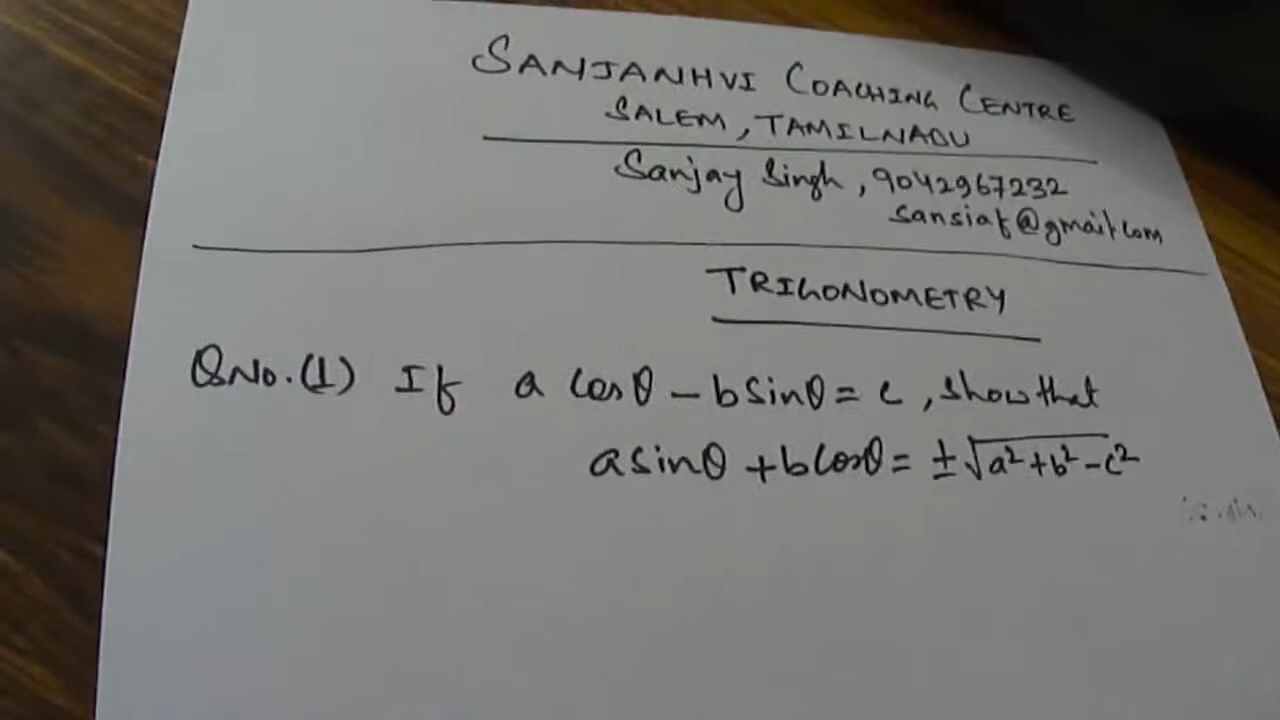 SANJANHVI COACHING CENTRE
SALEM, TAMILNADU
Sanjay Singh, 9042967232
sansiaf@gmail.com
TRIGONOMETRY
QNo.(1) If a cosθ - b sinθ = c, show that
a sinθ + b cosθ = ± √a² + b² - c²